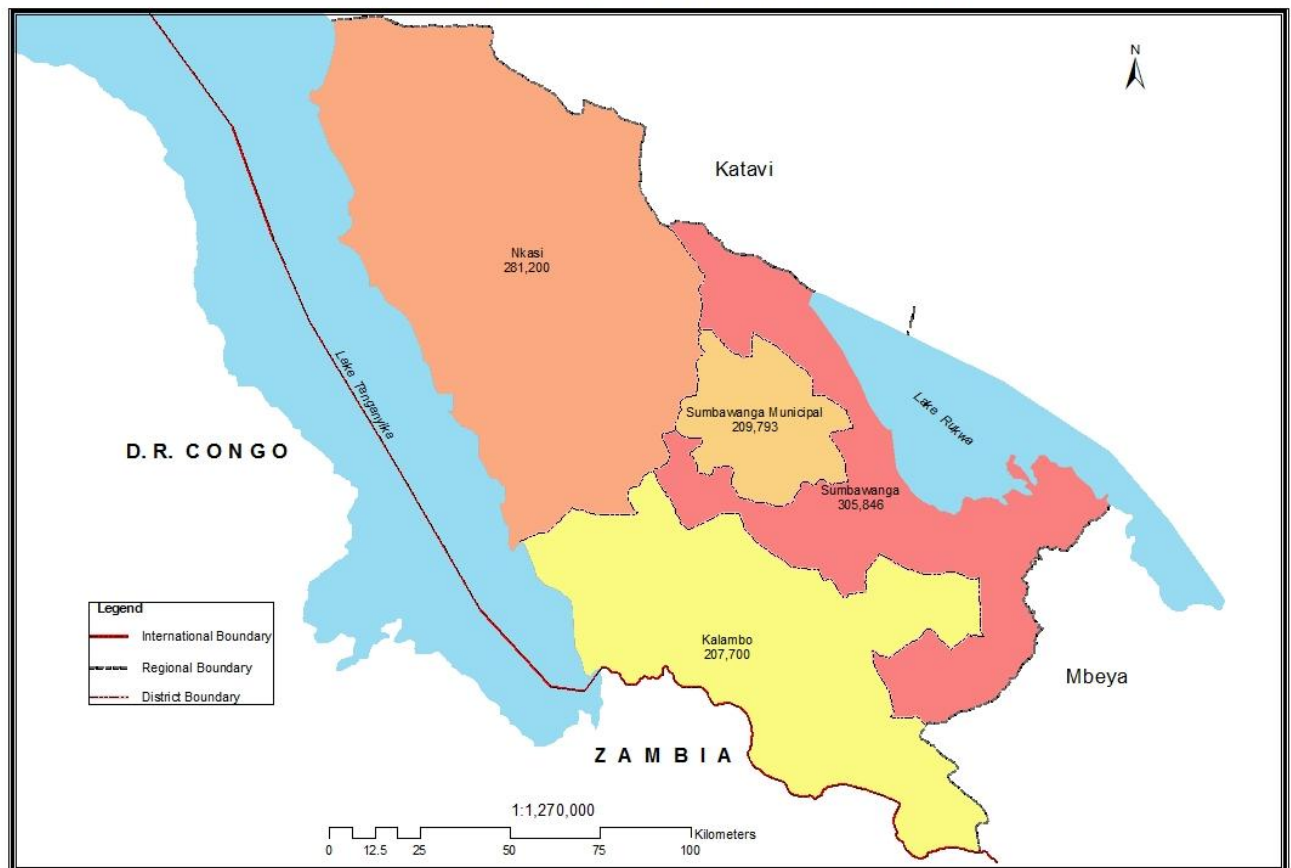 N
Katavi
Nkasi
281,200
Lake Tanganyika
Sumbawanga Municipal
209,793
Lake Rukwa
D. R. CONGO
Sumbawanga
305,846
Legend
International Boundary
Regional Boundary
District Boundary
Kalambo
207,700
Mbeya
ZAMBIA
1:1,270,000
Kilometers
0 12.5 25 50 75 100